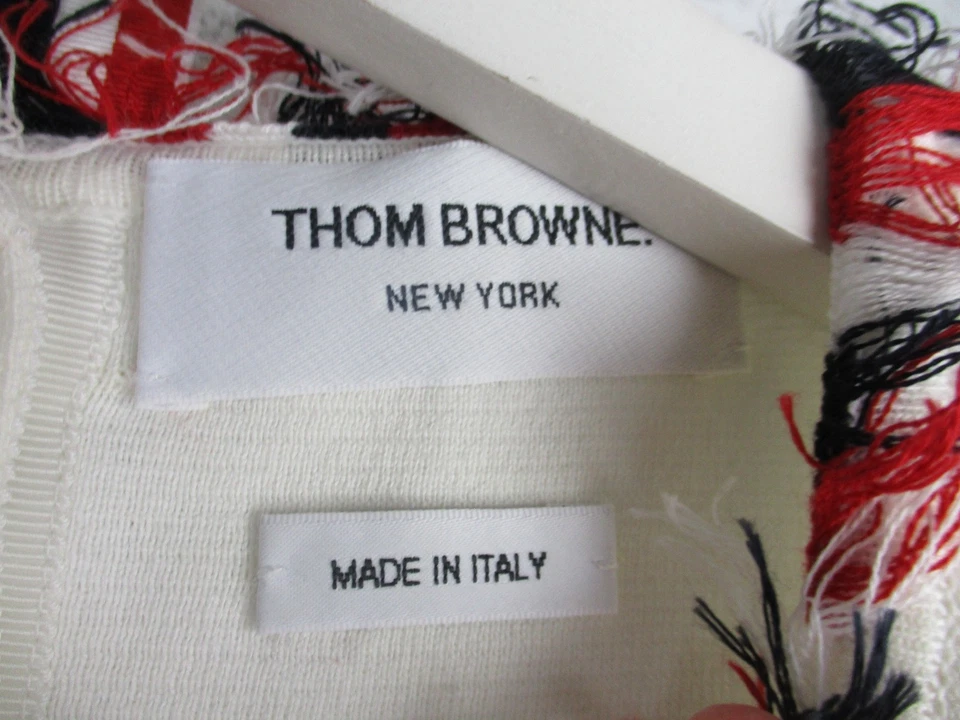 THOM BROWNE.
NEW YORK
MADE IN ITALY